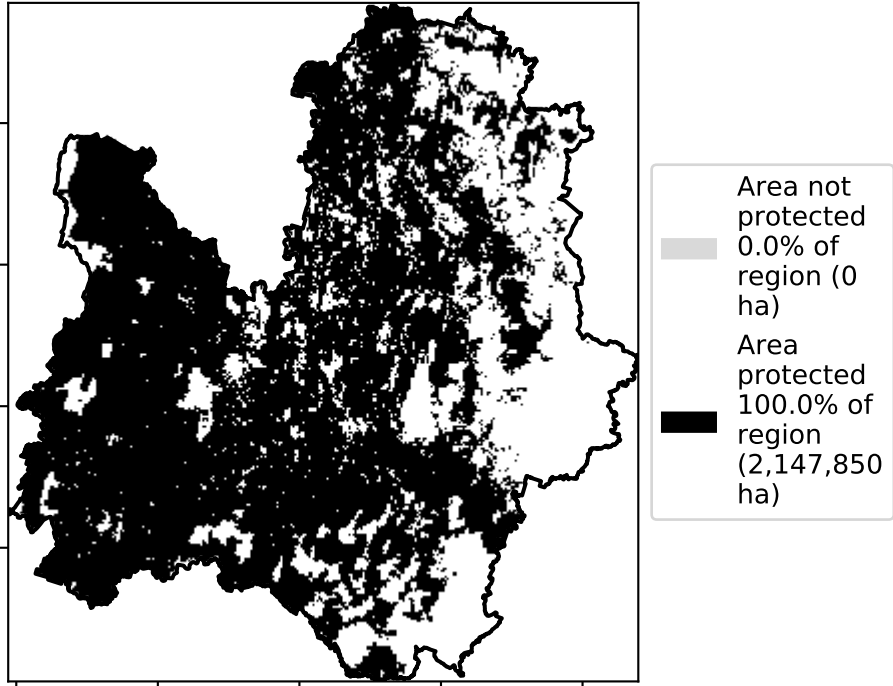 Area not
protected
0.0% of
region (0
ha)
Area
protected
100.0% of
region
(2,147,850
ha)